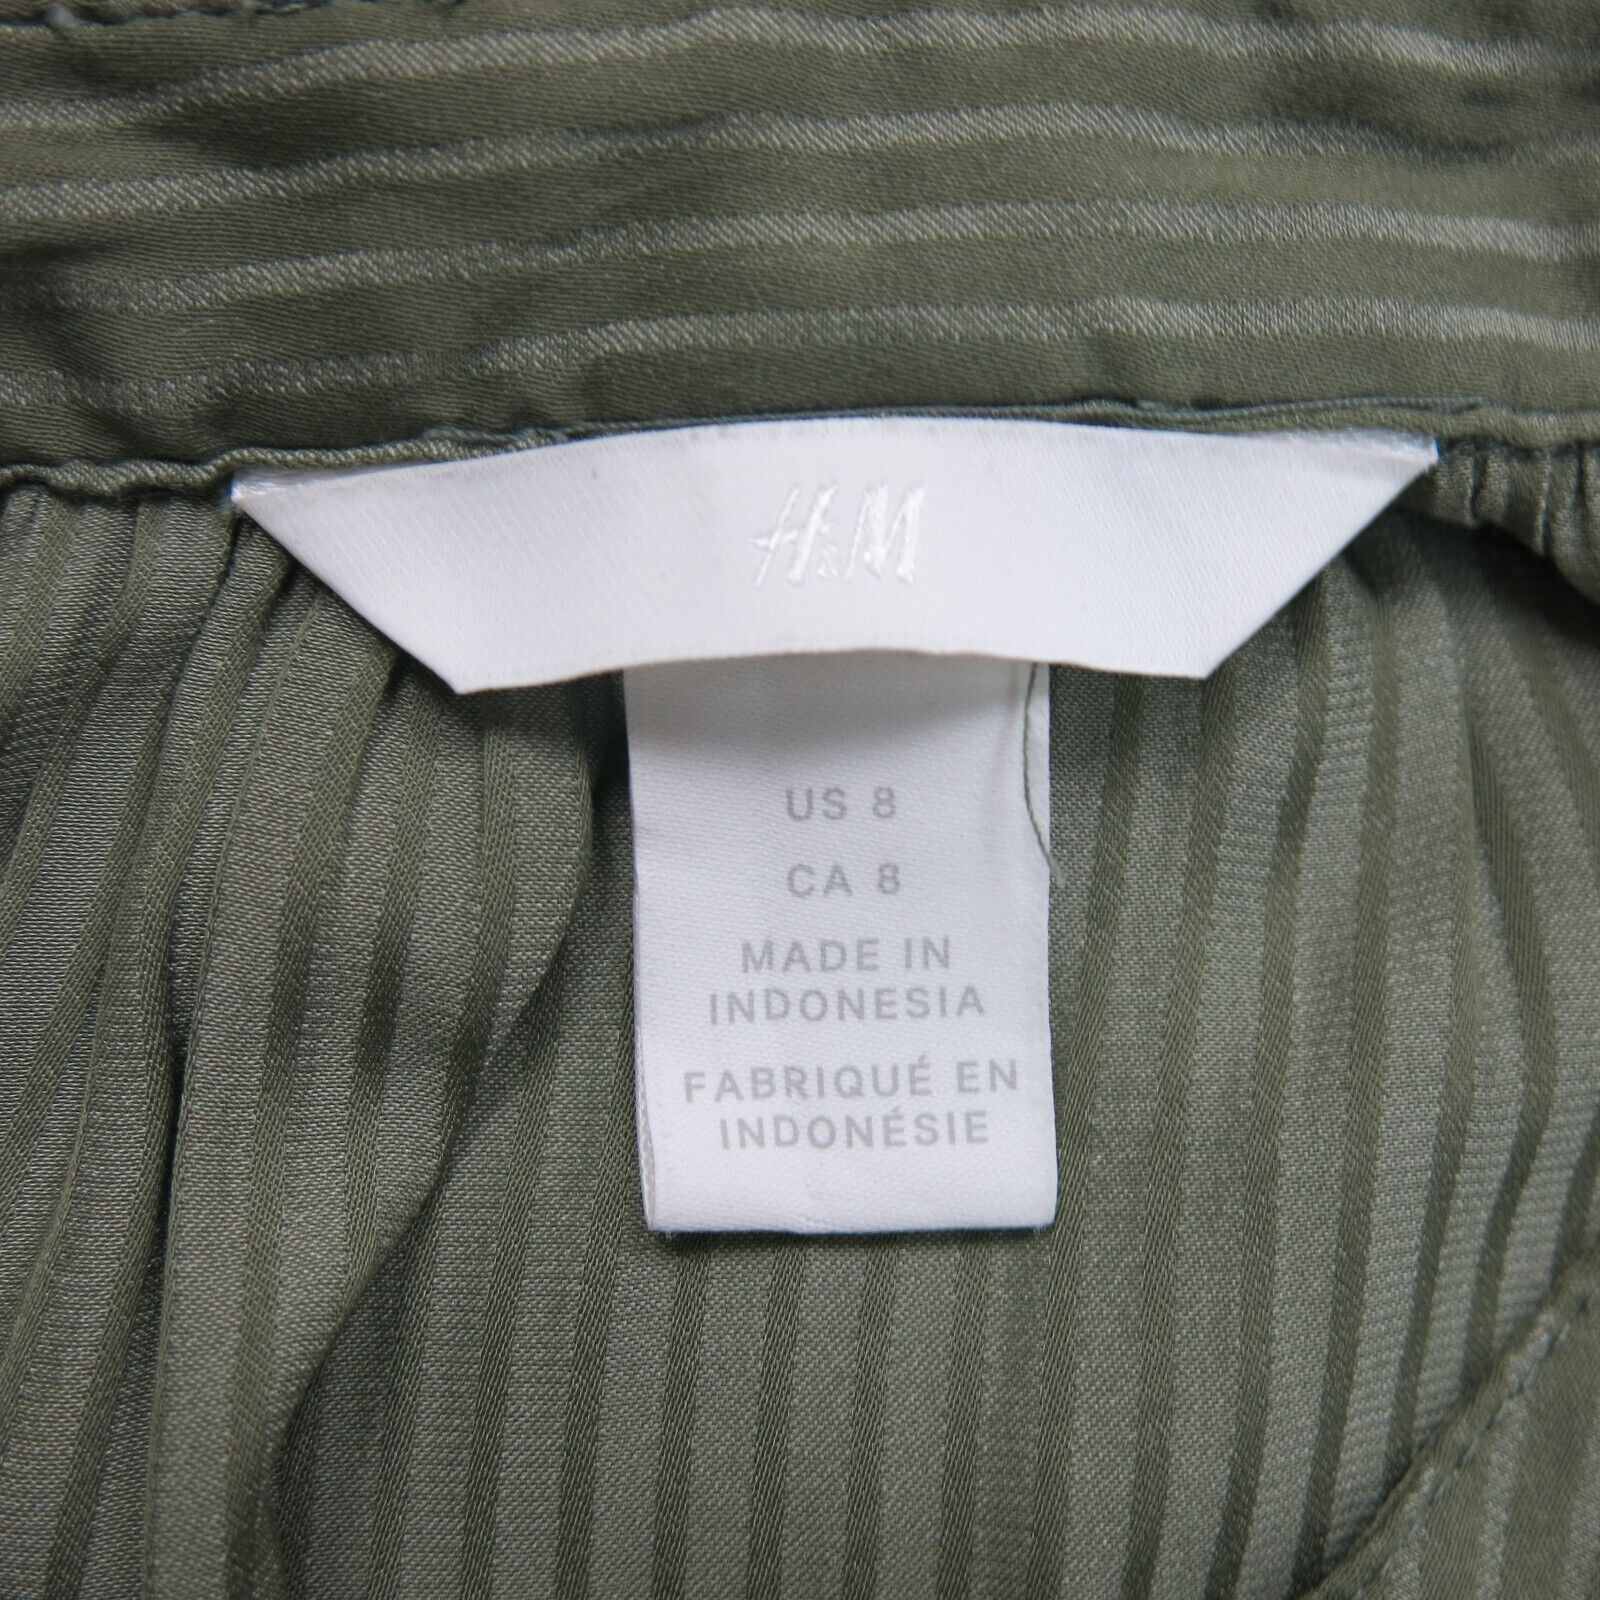 H&M
US 8
CA 8
MADE IN
INDONESIA
FABRIQUÉ EN
INDONÉSIE